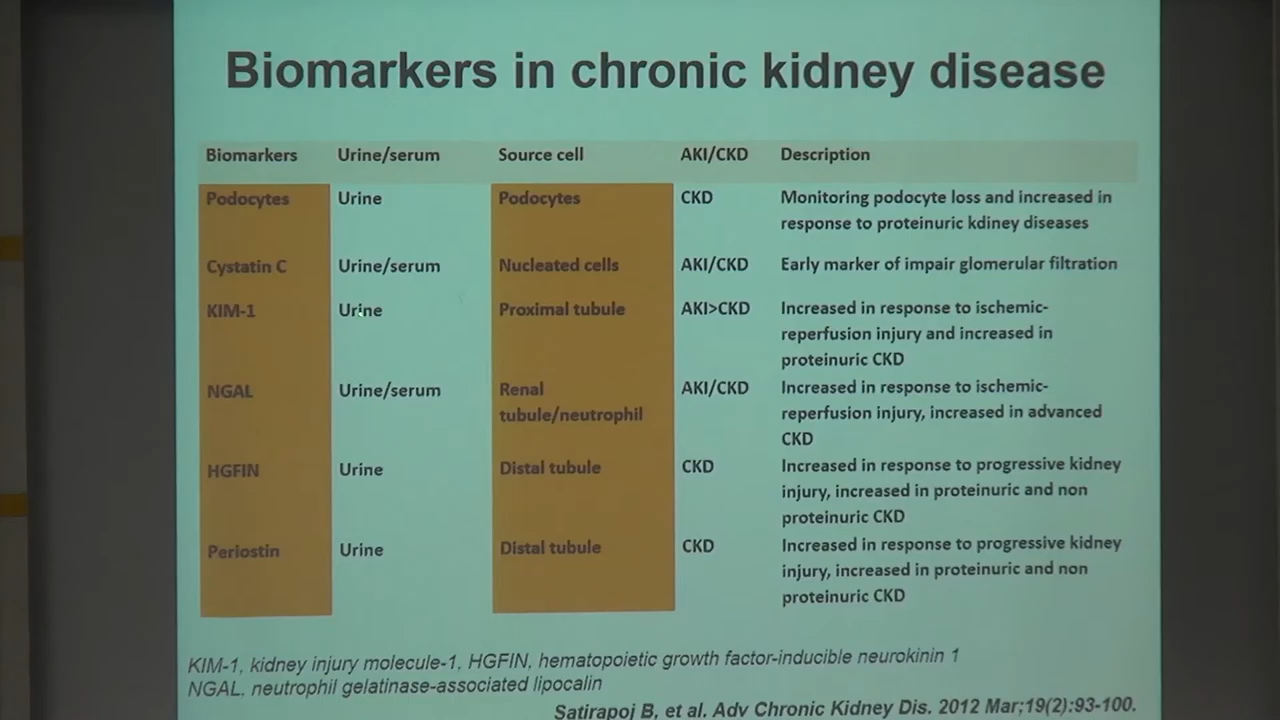 Biomarkers in chronic kidney disease
Biomarkers Urine/serum Source cell AKI/CKD Description
Podocytes Urine Podocytes CKD Monitoring podocyte loss and increased in
response to proteinuric kdiney diseases
Cystatin C Urine/serum Nucleated cells AKI/CKD Early marker of impair glomerular filtration
KIM-1 Urine Proximal tubule AKI>CKD Increased in response to ischemic-
reperfusion injury and increased in
proteinuric CKD
NGAL Urine/serum Renal AKI/CKD Increased in response to ischemic-
tubule/neutrophil reperfusion injury, increased in advanced
CKD
HGFIN Urine Distal tubule CKD Increased in response to progressive kidney
injury, increased in proteinuric and non
proteinuric CKD
Periostin Urine Distal tubule CKD Increased in response to progressive kidney
injury, increased in proteinuric and non
proteinuric CKD
KIM-1, kidney injury molecule-1, HGFIN, hematopoietic growth factor-inducible neurokinin 1
NGAL, neutrophil gelatinase-associated lipocalin
Satirapoj B, et al. Adv Chronic Kidney Dis. 2012 Mar;19(2):93-100.